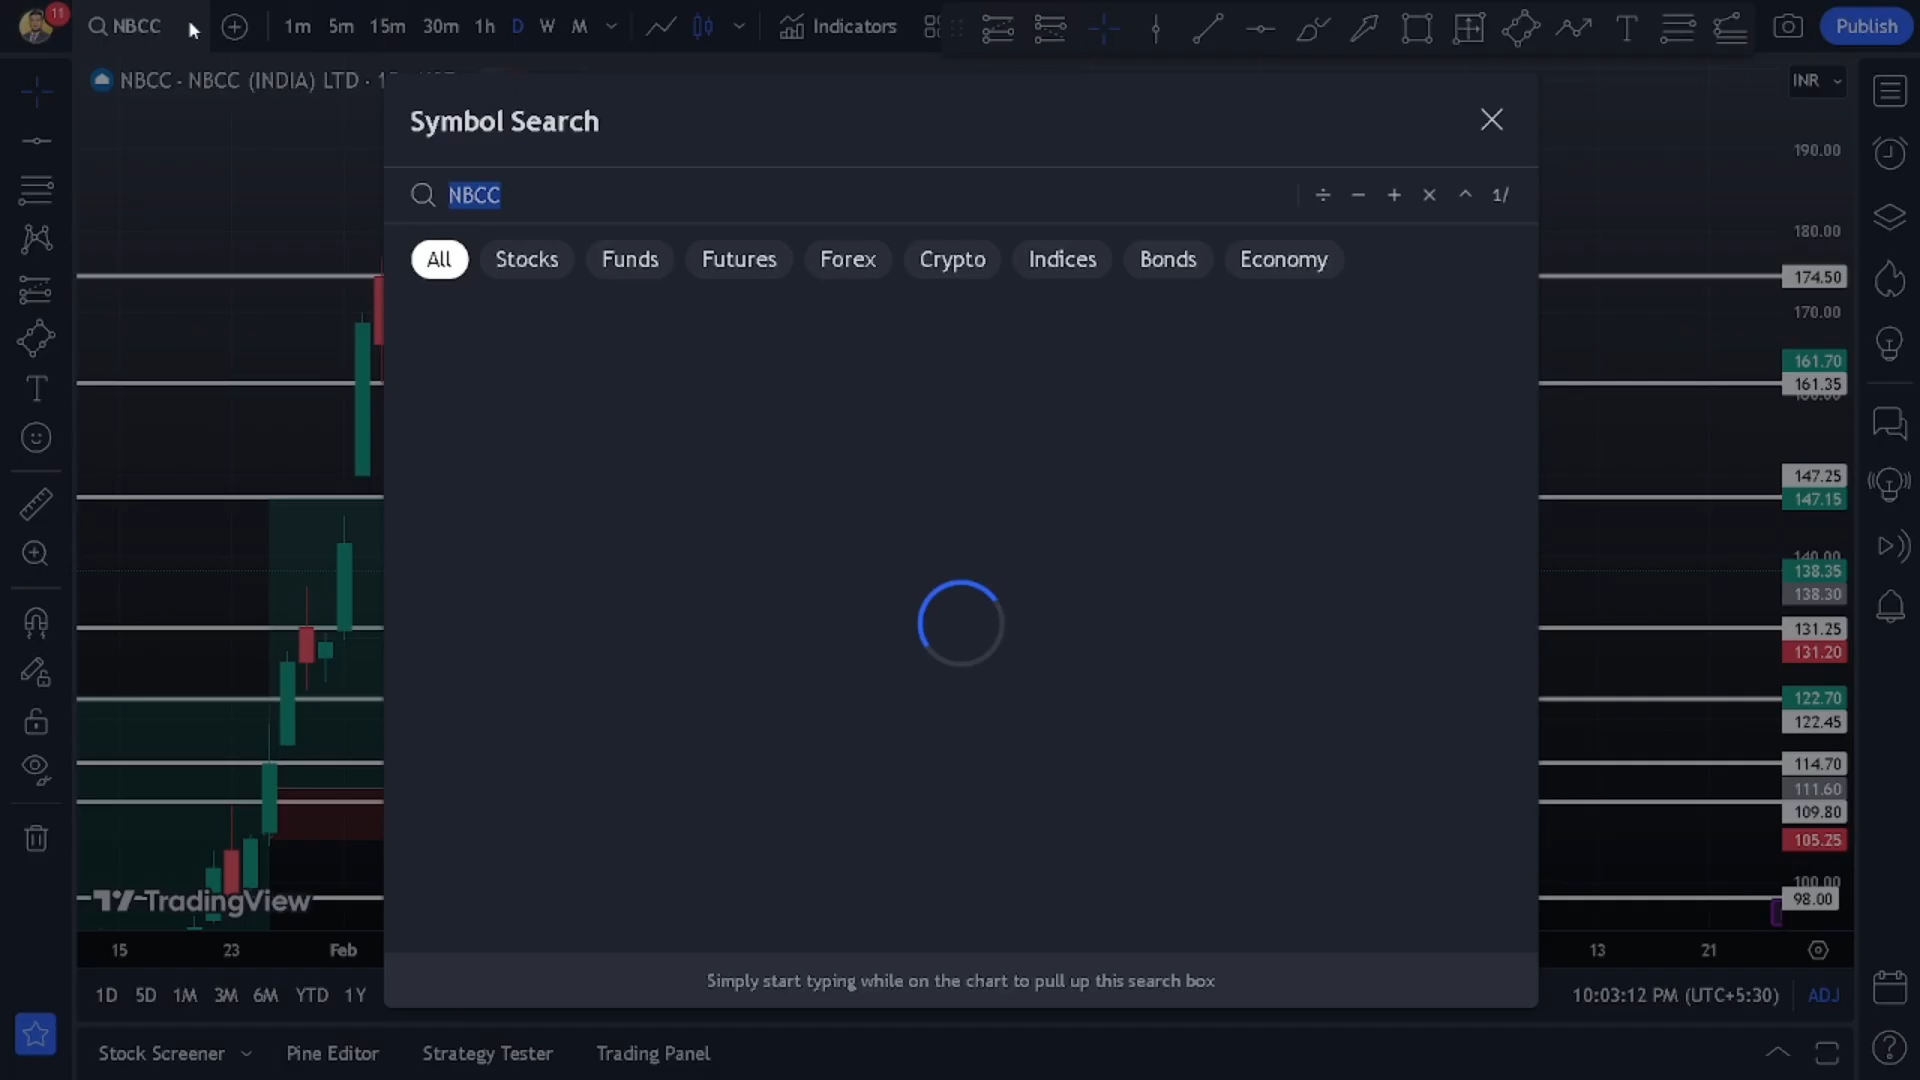 11
NBCC
1m 5m 15m 30m 1h D W M
Indicators
Publish
NBCC · NBCC (INDIA) LTD · 1
INR
Symbol Search
NBCC
÷ − + × ^ 1/
All Stocks Funds Futures Forex Crypto Indices Bonds Economy
190.00
180.00
174.50
170.00
161.70
161.35
147.25
147.15
140.00
138.35
138.30
131.25
131.20
122.70
122.45
114.70
111.60
109.80
105.25
100.00
98.00
TradingView
15 23 Feb 13 21
Simply start typing while on the chart to pull up this search box
1D 5D 1M 3M 6M YTD 1Y
10:03:12 PM (UTC+5:30) ADJ
Stock Screener Pine Editor Strategy Tester Trading Panel